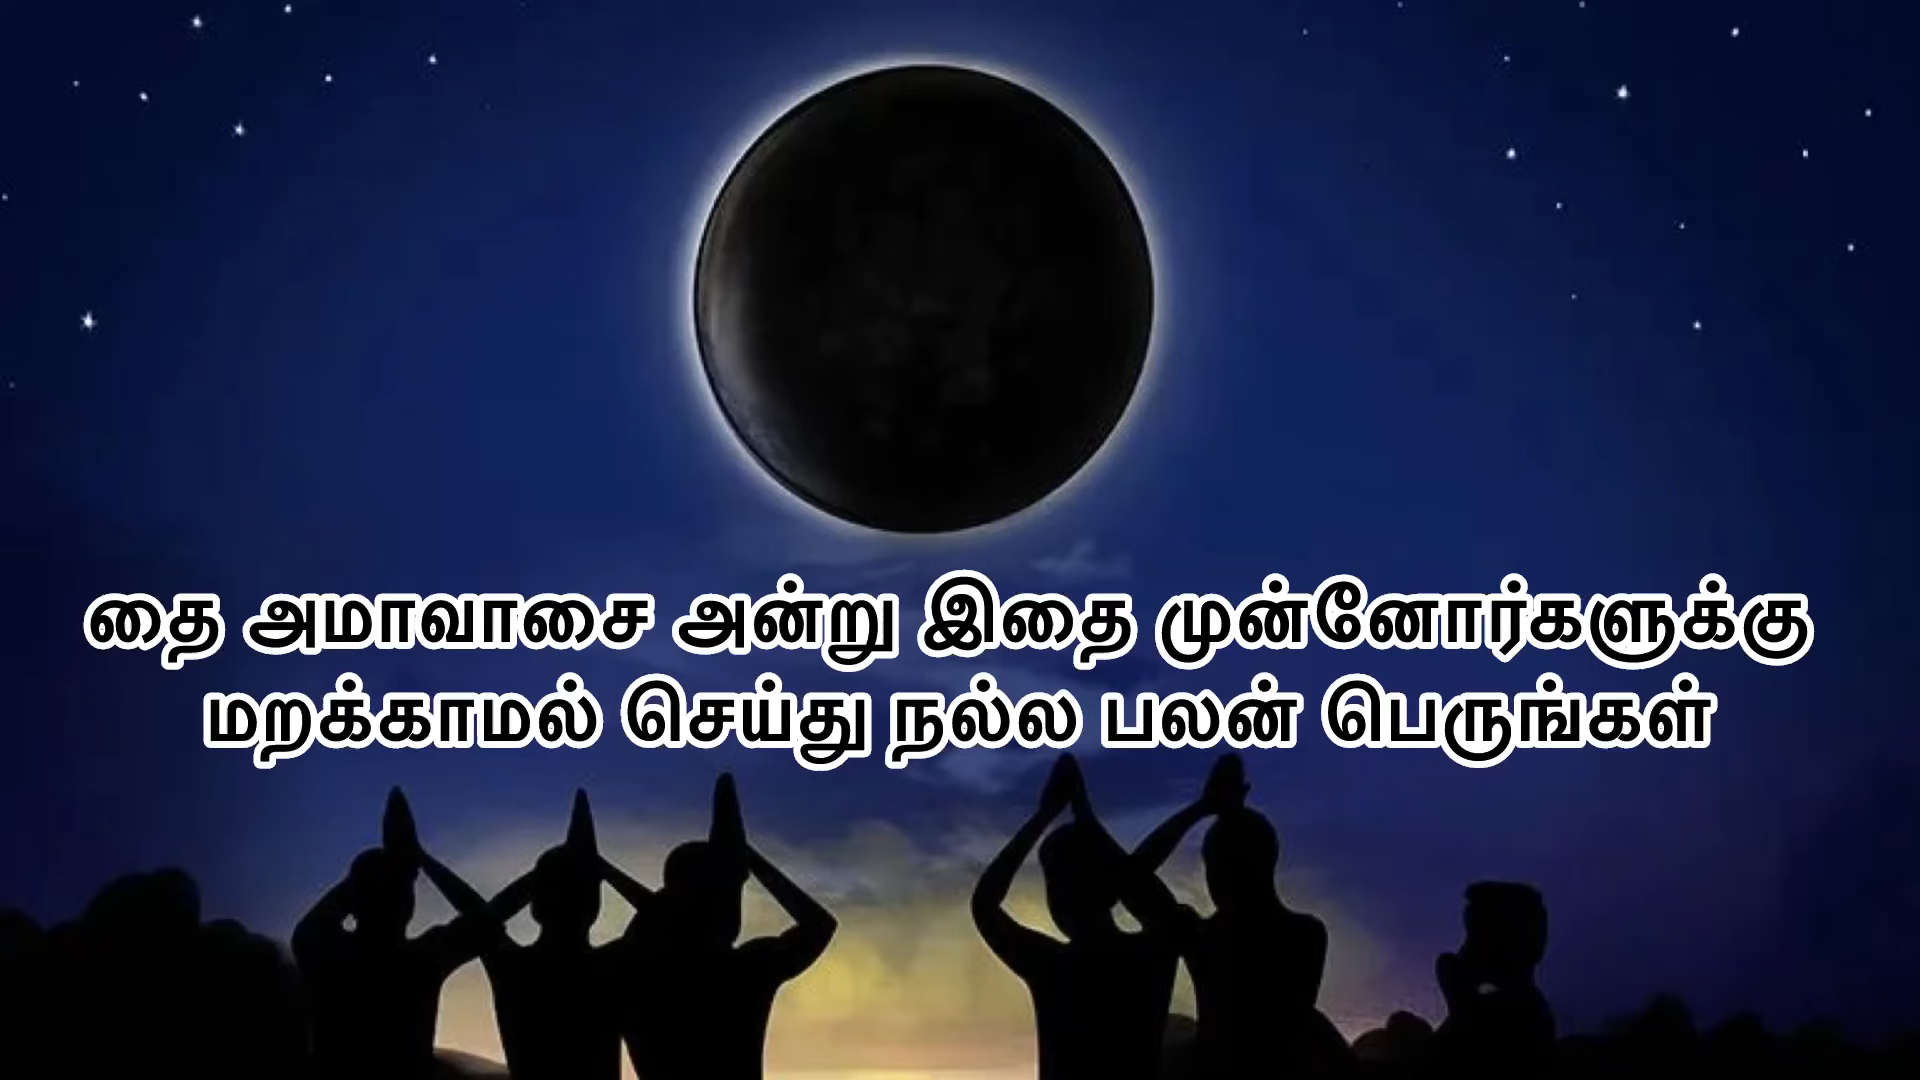 தை அமாவாசை அன்று இதை முன்னோர்களுக்கு
மறக்காமல் செய்து நல்ல பலன் பெருங்கள்